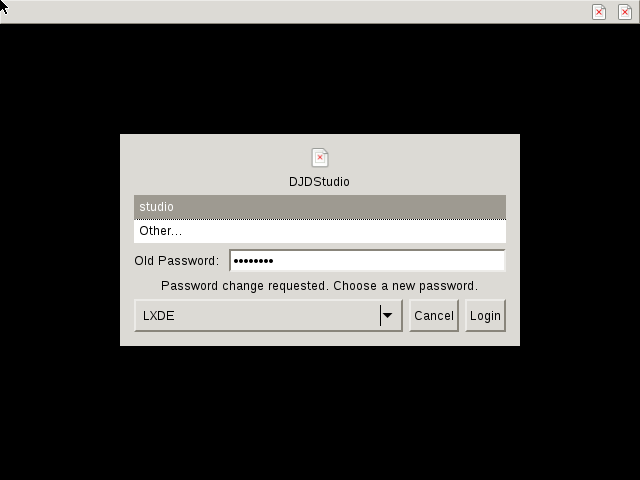 DJDStudio
studio
Other...
Old Password: ••••••••
Password change requested. Choose a new password.
LXDE Cancel Login